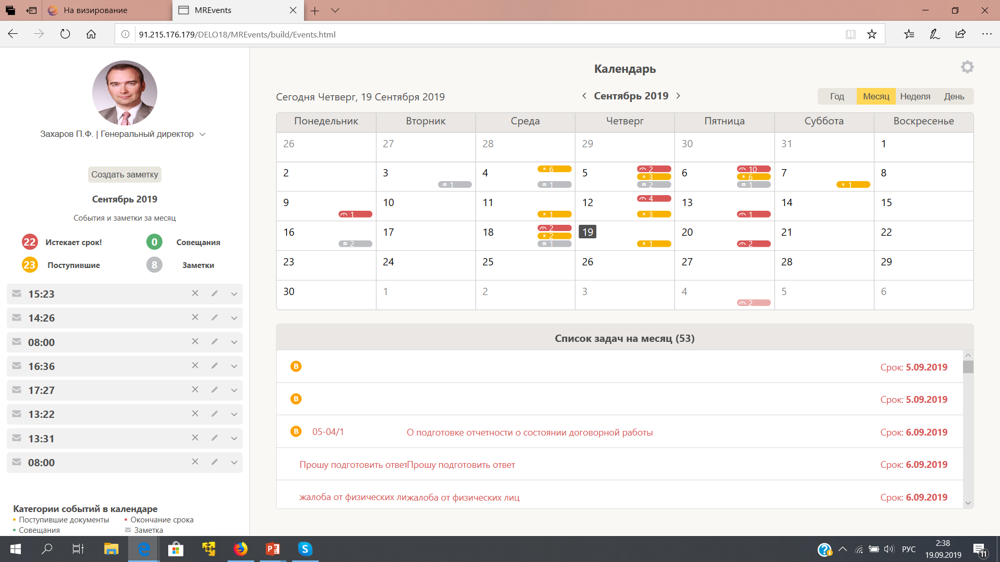 На визирование
MREvents
91.215.176.179/DELO18/MREvents/build/Events.html
Захаров П.Ф. | Генеральный директор
Создать заметку
Сентябрь 2019
События и заметки за месяц
22 Истекает срок! 0 Совещания
23 Поступившие 8 Заметки
15:23
14:26
08:00
16:36
17:27
13:22
13:31
08:00
Категории событий в календаре
Поступившие документы Окончание срока
Совещания Заметка
Календарь
Сегодня Четверг, 19 Сентября 2019
Сентябрь 2019
Год Месяц Неделя День
Понедельник Вторник Среда Четверг Пятница Суббота Воскресенье
26 27 28 29 30 31 1
2 3 1 4 6 1 5 2 3 2 6 10 6 1 7 1 8
9 1 10 11 1 12 4 3 13 1 14 15
16 2 17 18 2 2 1 19 1 20 2 21 22
23 24 25 26 27 28 29
30 1 2 3 4 2 5 6
Список задач на месяц (53)
В Срок: 5.09.2019
В Срок: 5.09.2019
В 05-04/1 О подготовке отчетности о состоянии договорной работы Срок: 6.09.2019
Прошу подготовить ответ Прошу подготовить ответ Срок: 6.09.2019
жалоба от физических ли жалоба от физических лиц Срок: 6.09.2019
РУС
2:38
19.09.2019
11